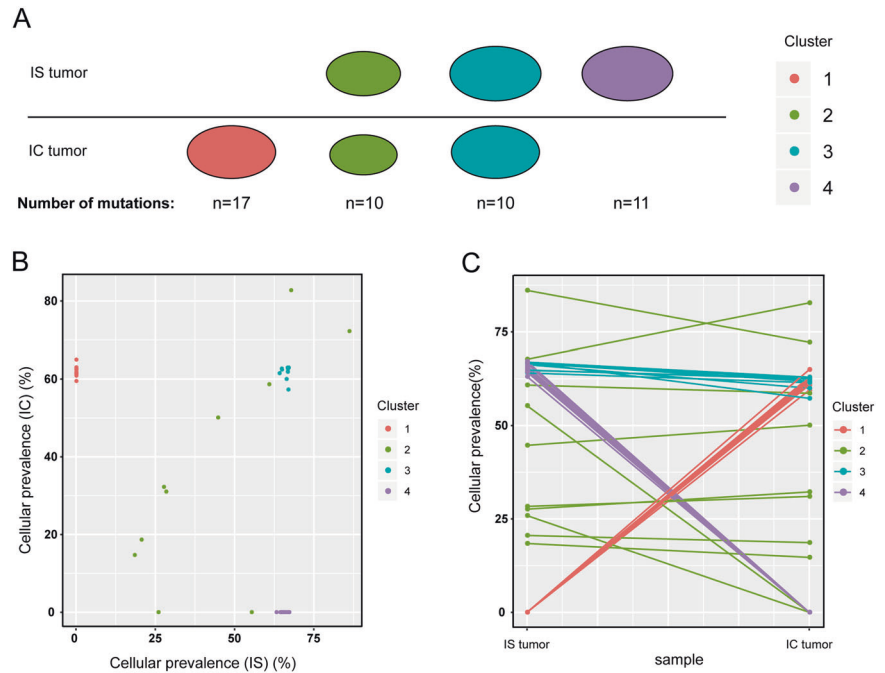 A
IS tumor
IC tumor
Number of mutations: n=17 n=10 n=10 n=11
Cluster
1
2
3
4
B
Cellular prevalence (IC) (%)
80
60
40
20
0
0 25 50 75
Cellular prevalence (IS) (%)
Cluster
1
2
3
4
C
Cellular prevalence(%)
75
50
25
0
IS tumor IC tumor
sample
Cluster
1
2
3
4